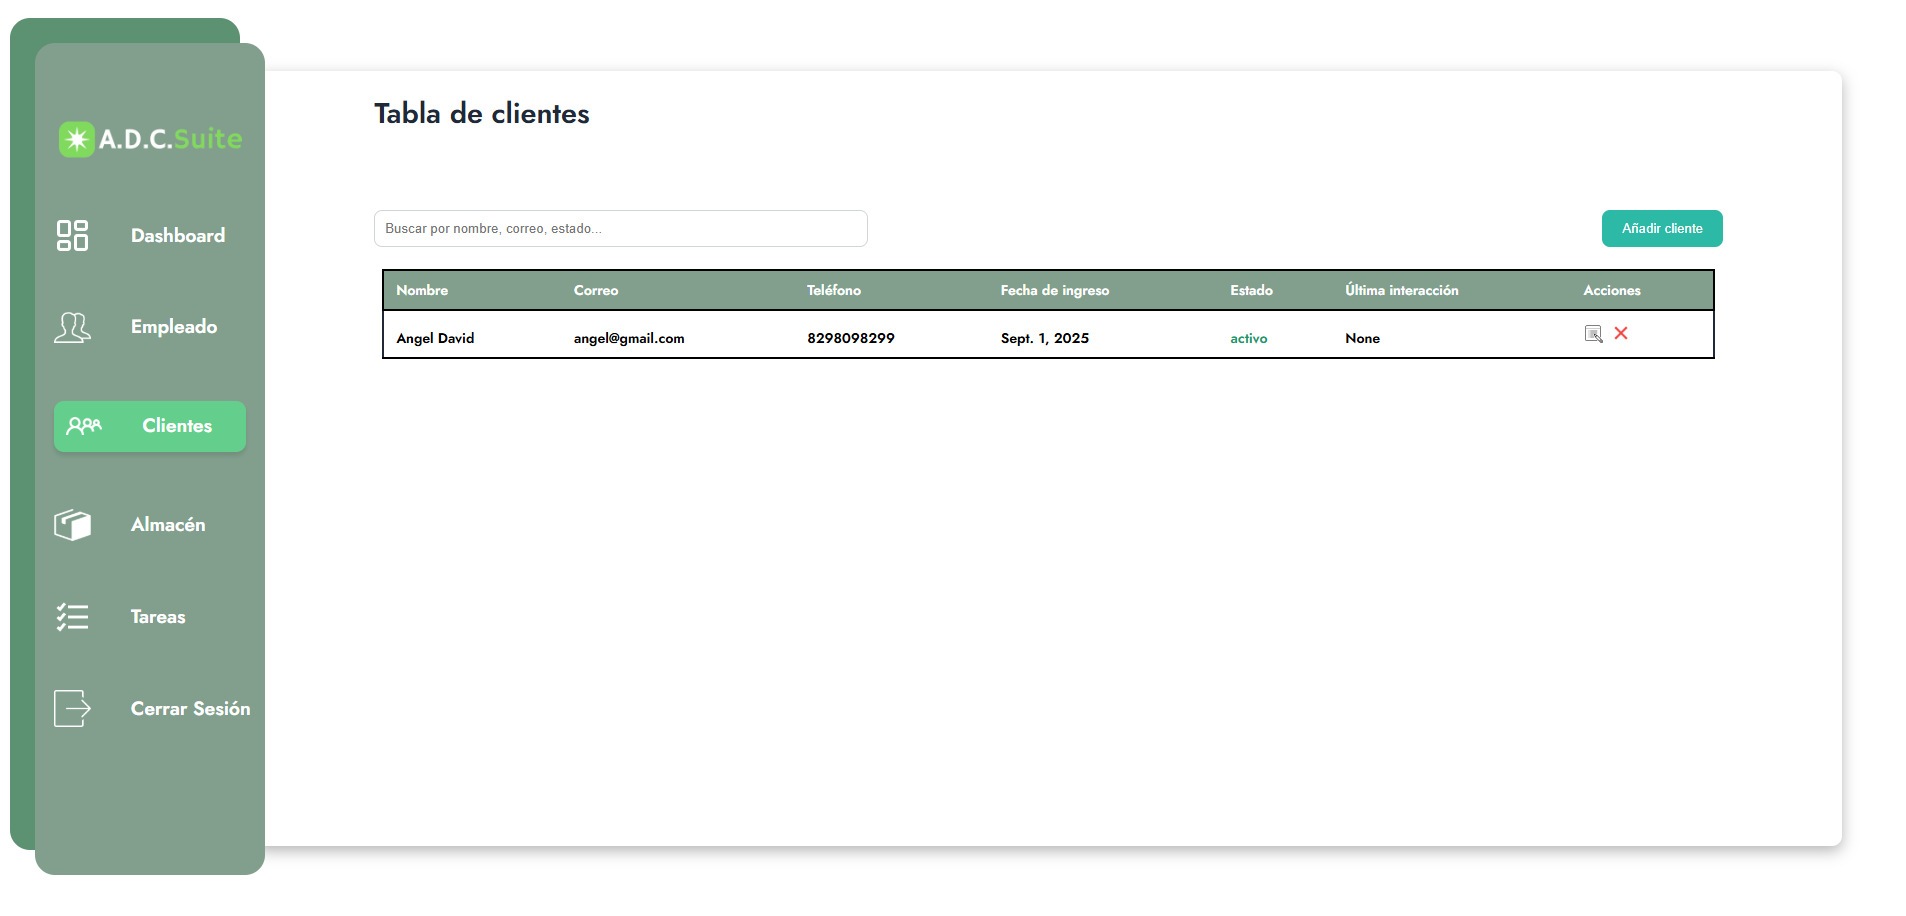 A.D.C.Suite
Dashboard
Empleado
Clientes
Almacén
Tareas
Cerrar Sesión
Tabla de clientes
Buscar por nombre, correo, estado...
Añadir cliente
Nombre Correo Teléfono Fecha de ingreso Estado Última interacción Acciones
Angel David angel@gmail.com 8298098299 Sept. 1, 2025 activo None